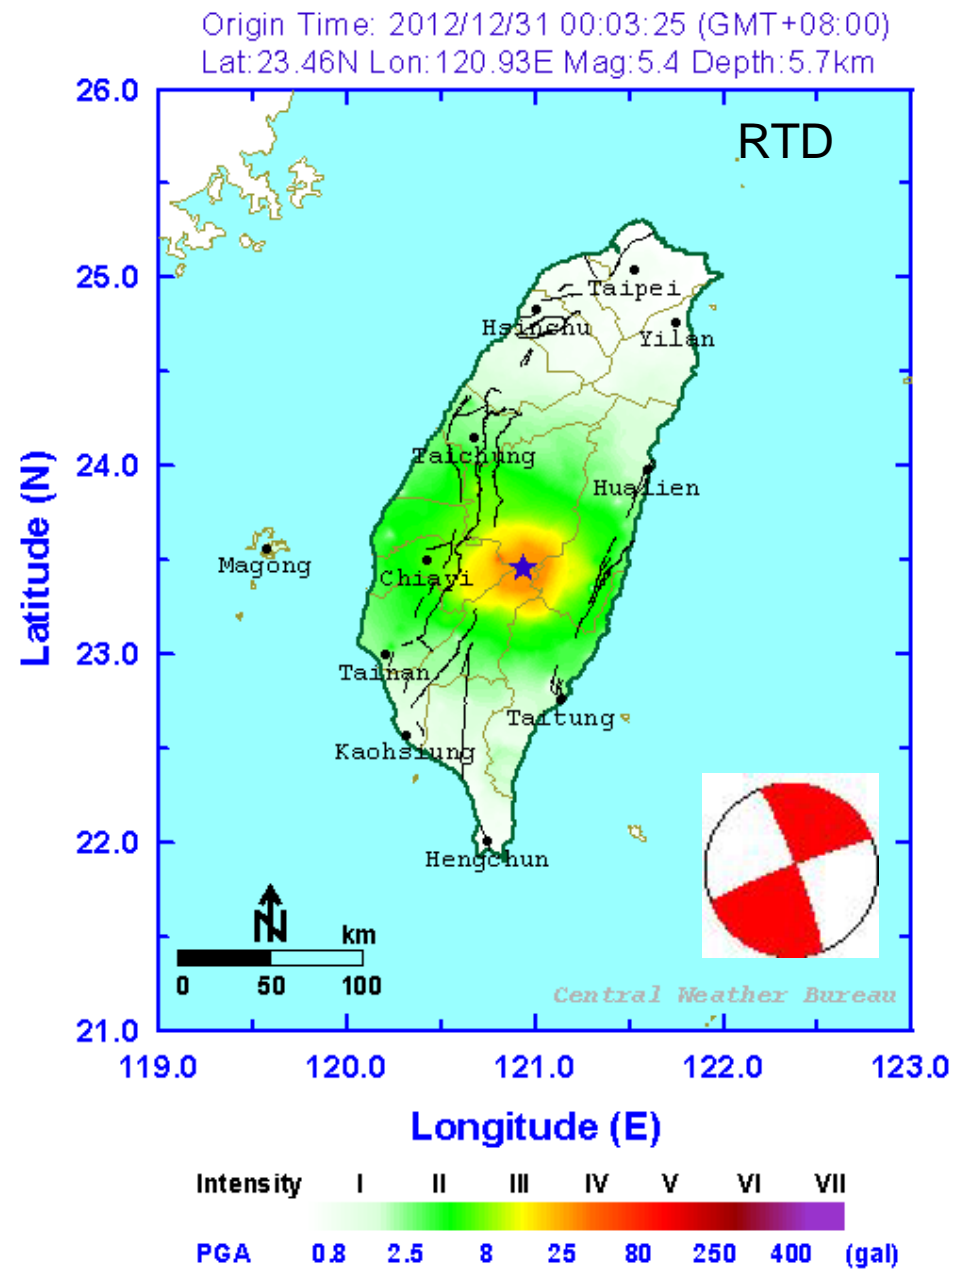 Origin Time: 2012/12/31 00:03:25 (GMT+08:00)
Lat:23.46N Lon:120.93E Mag:5.4 Depth:5.7km
26.0
RTD
25.0
Taipei
Hsinchu
Yilan
Taichung
24.0
Hualien
Magong
Chiayi
Latitude (N)
23.0
Tainan
Taitung
Kaohsiung
22.0
Hengchun
N
km
0 50 100
Central Weather Bureau
21.0
119.0 120.0 121.0 122.0 123.0
Longitude (E)
Intensity I II III IV V VI VII
PGA 0.8 2.5 8 25 80 250 400 (gal)